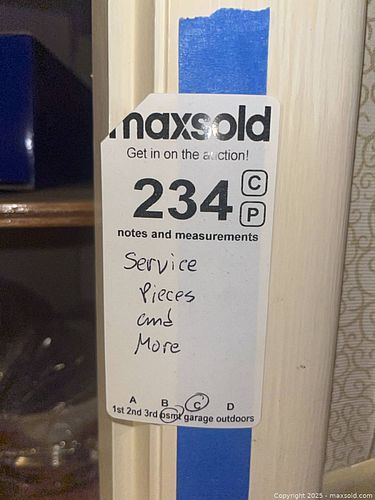 maxsold
Get in on the auction!
234 C
P
notes and measurements
Service
Pieces
and
More
A B C D
1st 2nd 3rd bsmt garage outdoors
Copyright 2025 - maxsold.com